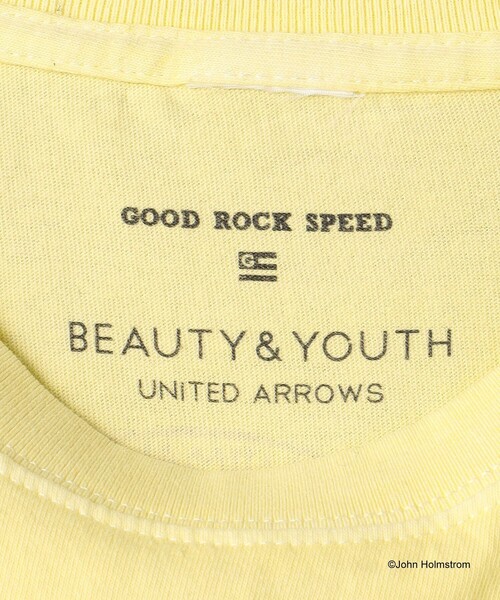 GOOD ROCK SPEED
G
BEAUTY&YOUTH
UNITED ARROWS
©John Holmstrom